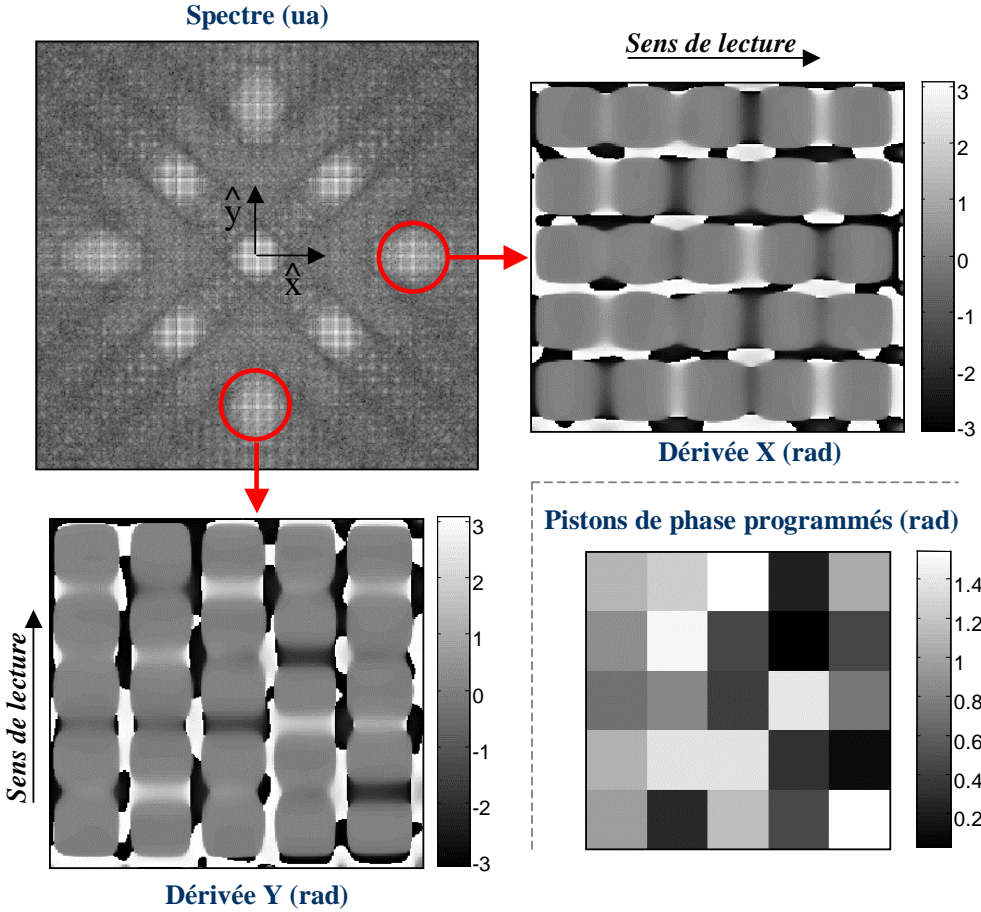 Spectre (ua)
ŷ
x̂
Sens de lecture
3
2
1
0
-1
-2
-3
Dérivée X (rad)
Sens de lecture
3
2
1
0
-1
-2
-3
Dérivée Y (rad)
Pistons de phase programmés (rad)
1.4
1.2
1
0.8
0.6
0.4
0.2